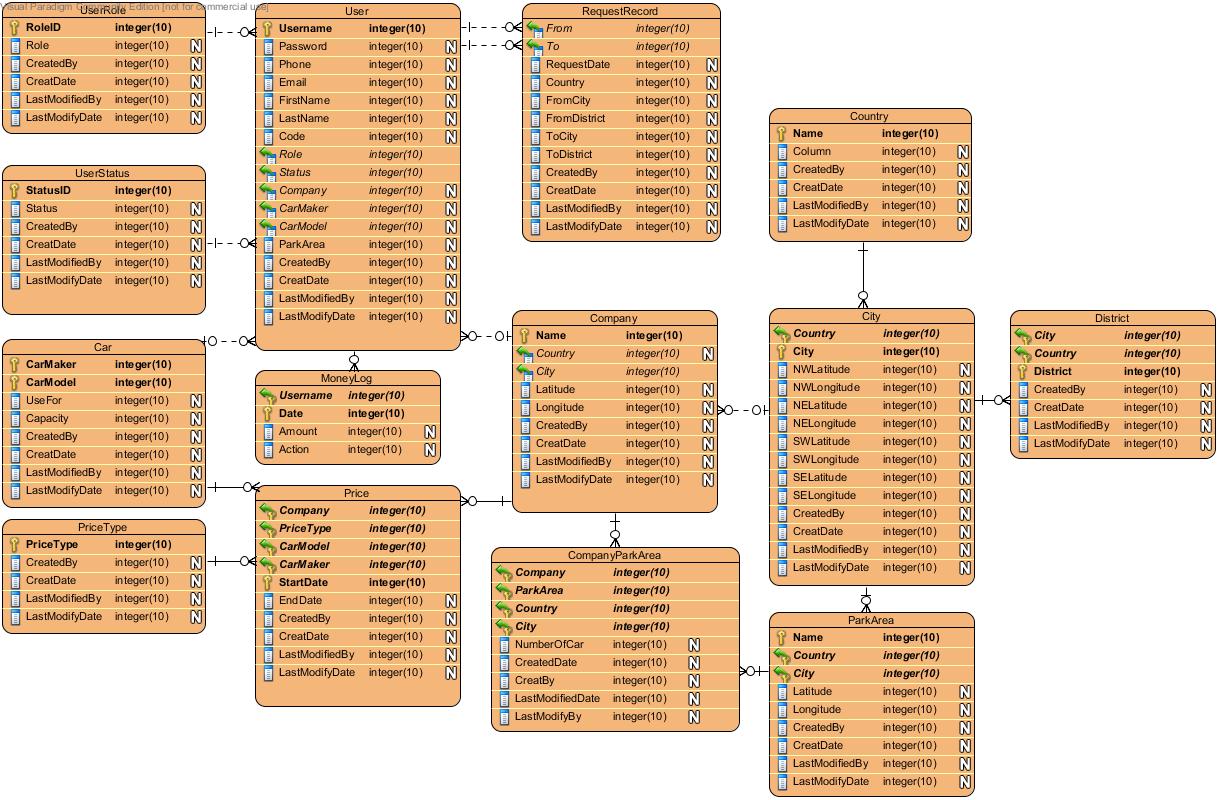 Visual Paradigm Community Edition [not for commercial use]
UserRole
RoleID integer(10)
Role integer(10) N
CreatedBy integer(10) N
CreatDate integer(10) N
LastModifiedBy integer(10) N
LastModifyDate integer(10) N
UserStatus
StatusID integer(10)
Status integer(10) N
CreatedBy integer(10) N
CreatDate integer(10) N
LastModifiedBy integer(10) N
LastModifyDate integer(10) N
Car
CarMaker integer(10)
CarModel integer(10)
UseFor integer(10) N
Capacity integer(10) N
CreatedBy integer(10) N
CreatDate integer(10) N
LastModifiedBy integer(10) N
LastModifyDate integer(10) N
PriceType
PriceType integer(10)
CreatedBy integer(10) N
CreatDate integer(10) N
LastModifiedBy integer(10) N
LastModifyDate integer(10) N
User
Username integer(10)
Password integer(10) N
Phone integer(10) N
Email integer(10) N
FirstName integer(10) N
LastName integer(10) N
Code integer(10) N
Role integer(10)
Status integer(10)
Company integer(10) N
CarMaker integer(10) N
CarModel integer(10) N
ParkArea integer(10) N
CreatedBy integer(10) N
CreatDate integer(10) N
LastModifiedBy integer(10) N
LastModifyDate integer(10) N
MoneyLog
Username integer(10)
Date integer(10)
Amount integer(10) N
Action integer(10) N
Price
Company integer(10)
PriceType integer(10)
CarModel integer(10)
CarMaker integer(10)
StartDate integer(10)
EndDate integer(10) N
CreatedBy integer(10) N
CreatDate integer(10) N
LastModifiedBy integer(10) N
LastModifyDate integer(10) N
RequestRecord
From integer(10)
To integer(10)
RequestDate integer(10) N
Country integer(10) N
FromCity integer(10) N
FromDistrict integer(10) N
ToCity integer(10) N
ToDistrict integer(10) N
CreatedBy integer(10) N
CreatDate integer(10) N
LastModifiedBy integer(10) N
LastModifyDate integer(10) N
Company
Name integer(10)
Country integer(10) N
City integer(10)
Latitude integer(10) N
Longitude integer(10) N
CreatedBy integer(10) N
CreatDate integer(10) N
LastModifiedBy integer(10) N
LastModifyDate integer(10) N
CompanyParkArea
Company integer(10)
ParkArea integer(10)
Country integer(10)
City integer(10)
NumberOfCar integer(10) N
CreatedDate integer(10) N
CreatBy integer(10) N
LastModifiedDate integer(10) N
LastModifyBy integer(10) N
Country
Name integer(10)
Column integer(10) N
CreatedBy integer(10) N
CreatDate integer(10) N
LastModifiedBy integer(10) N
LastModifyDate integer(10) N
City
Country integer(10)
City integer(10)
NWLatitude integer(10) N
NWLongitude integer(10) N
NELatitude integer(10) N
NELongitude integer(10) N
SWLatitude integer(10) N
SWLongitude integer(10) N
SELatitude integer(10) N
SELongitude integer(10) N
CreatedBy integer(10) N
CreatDate integer(10) N
LastModifiedBy integer(10) N
LastModifyDate integer(10) N
ParkArea
Name integer(10)
Country integer(10)
City integer(10)
Latitude integer(10) N
Longitude integer(10) N
CreatedBy integer(10) N
CreatDate integer(10) N
LastModifiedBy integer(10) N
LastModifyDate integer(10) N
District
City integer(10)
Country integer(10)
District integer(10)
CreatedBy integer(10) N
CreatDate integer(10) N
LastModifiedBy integer(10) N
LastModifyDate integer(10) N